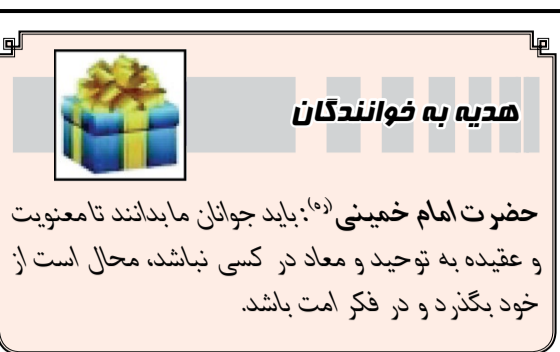 هدیه به خوانندگان
حضرت امام خمینی(ره): باید جوانان ما بدانند تا معنویت
و عقیده به توحید و معاد در کسی نباشد، محال است از
خود بگذرد و در فکر امت باشد.